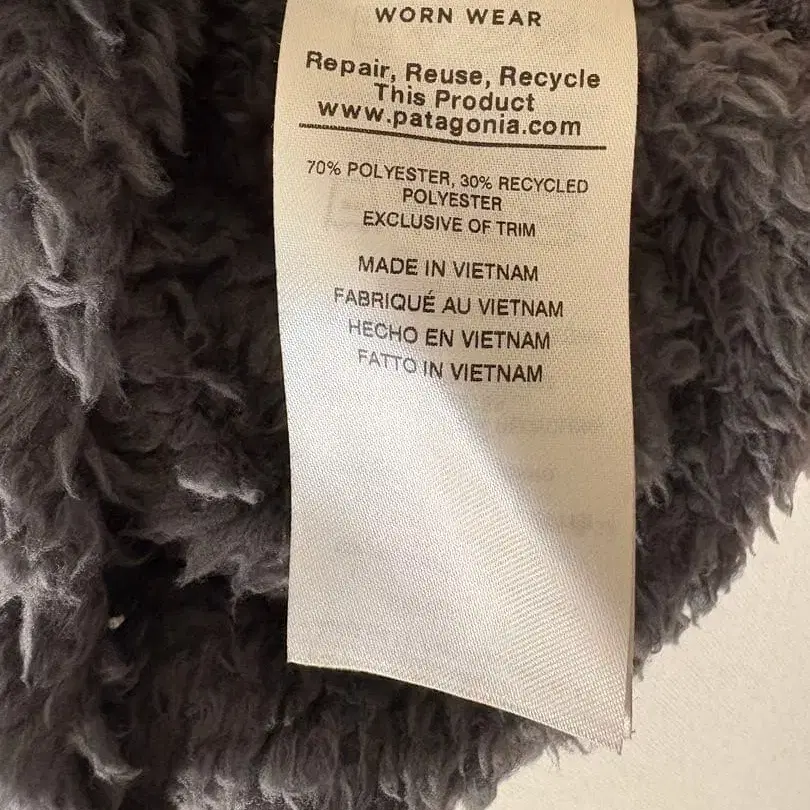 WORN WEAR
Repair, Reuse, Recycle
This Product
www.patagonia.com
70% POLYESTER, 30% RECYCLED
POLYESTER
EXCLUSIVE OF TRIM
MADE IN VIETNAM
FABRIQUÉ AU VIETNAM
HECHO EN VIETNAM
FATTO IN VIETNAM